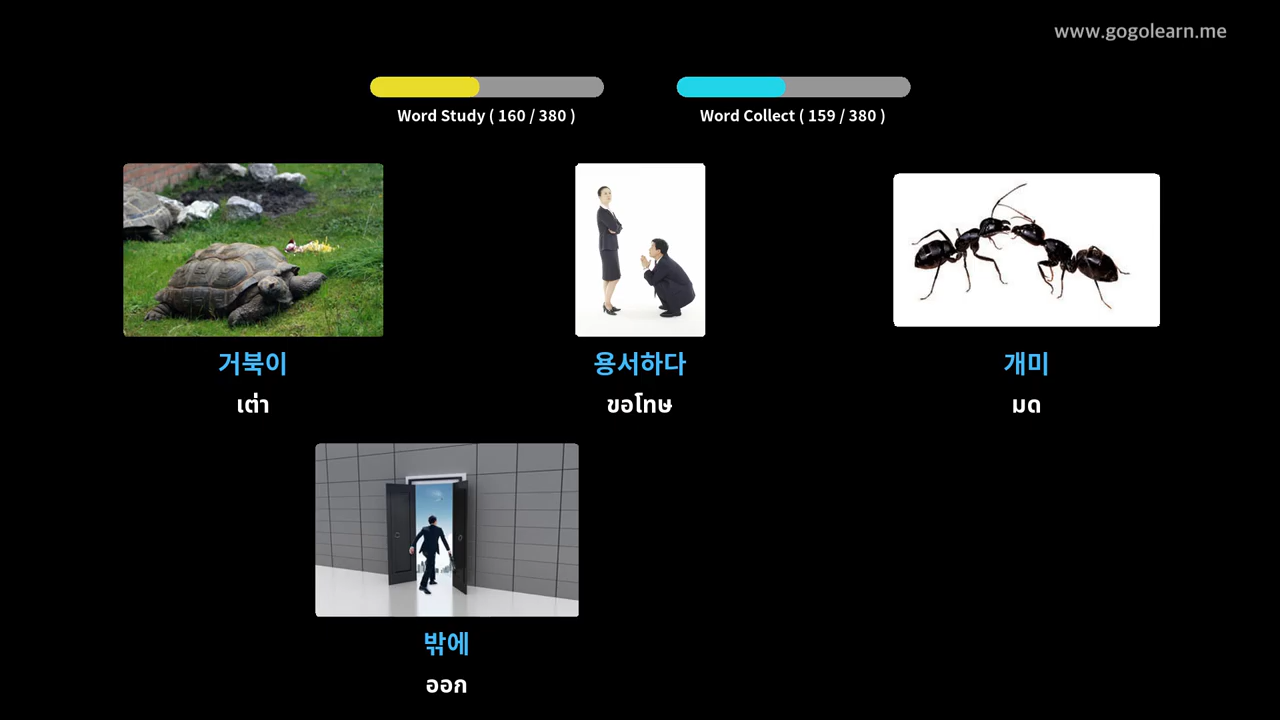 www.gogolearn.me
Word Study ( 160 / 380 )
Word Collect ( 159 / 380 )
거북이
เต่า
용서하다
ขอโทษ
개미
มด
밖에
ออก